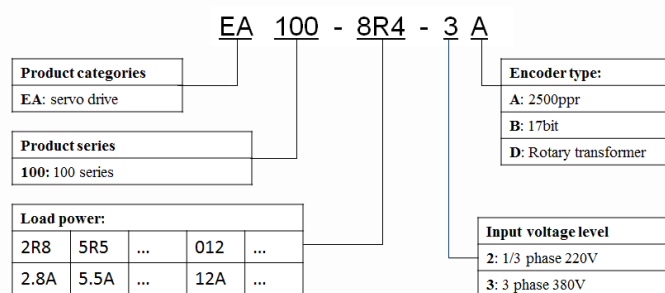 EA 100 - 8R4 - 3 A
Product categories
EA: servo drive
Product series
100: 100 series
Load power:
2R8 5R5 ... 012 ...
2.8A 5.5A ... 12A ...
Encoder type:
A: 2500ppr
B: 17bit
D: Rotary transformer
Input voltage level
2: 1/3 phase 220V
3: 3 phase 380V